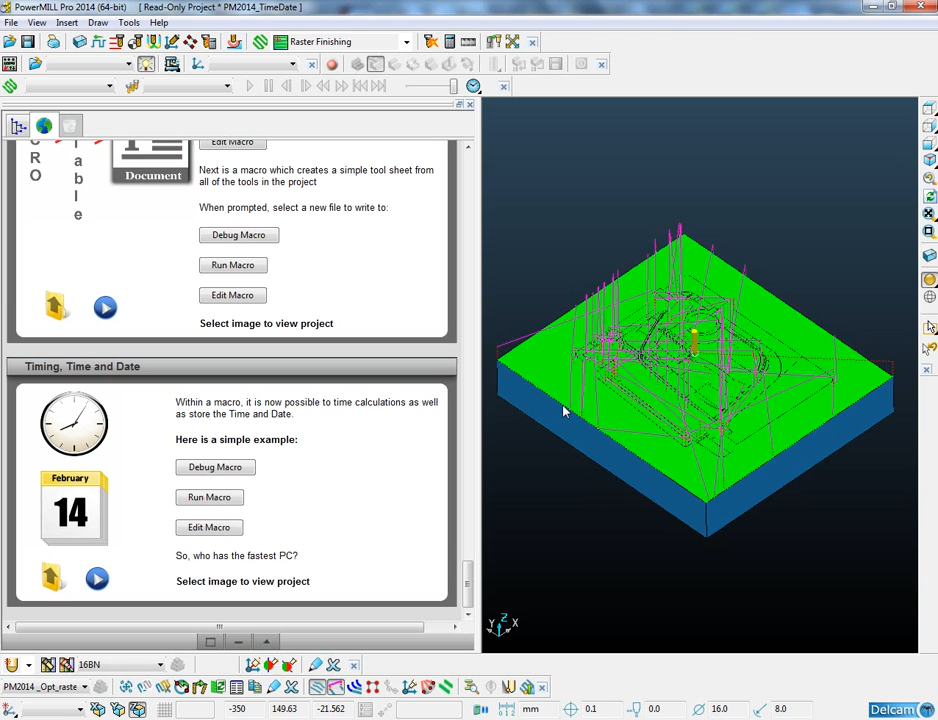 PowerMILL Pro 2014 (64-bit) [ Read-Only Project * PM2014_TimeDate ]
File View Insert Draw Tools Help
Raster Finishing
C
R
O
a
b
l
e
Document
Edit Macro
Next is a macro which creates a simple tool sheet from
all of the tools in the project
When prompted, select a new file to write to:
Debug Macro
Run Macro
Edit Macro
Select image to view project
Timing, Time and Date
Within a macro, it is now possible to time calculations as well
as store the Time and Date.
Here is a simple example:
Debug Macro
Run Macro
Edit Macro
February
14
So, who has the fastest PC?
Select image to view project
Z
Y X
16BN
PM2014_Opt_raste
-350 149.63 -21.562 mm 0.1 0.0 16.0 8.0
Delcam